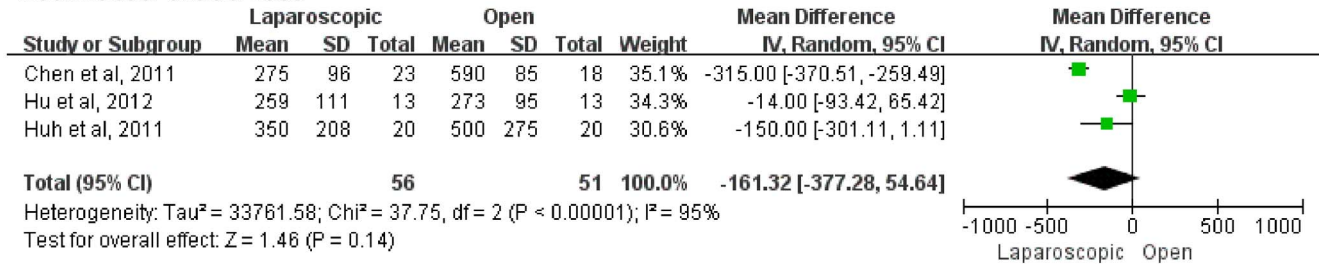 Laparoscopic Open Mean Difference Mean Difference
Study or Subgroup Mean SD Total Mean SD Total Weight IV, Random, 95% CI IV, Random, 95% CI
Chen et al, 2011 275 96 23 590 85 18 35.1% -315.00 [-370.51, -259.49]
Hu et al, 2012 259 111 13 273 95 13 34.3% -14.00 [-93.42, 65.42]
Huh et al, 2011 350 208 20 500 275 20 30.6% -150.00 [-301.11, 1.11]
Total (95% CI) 56 51 100.0% -161.32 [-377.28, 54.64]
Heterogeneity: Tau² = 33761.58; Chi² = 37.75, df = 2 (P < 0.00001); I² = 95%
Test for overall effect: Z = 1.46 (P = 0.14)
-1000 -500 0 500 1000
Laparoscopic Open